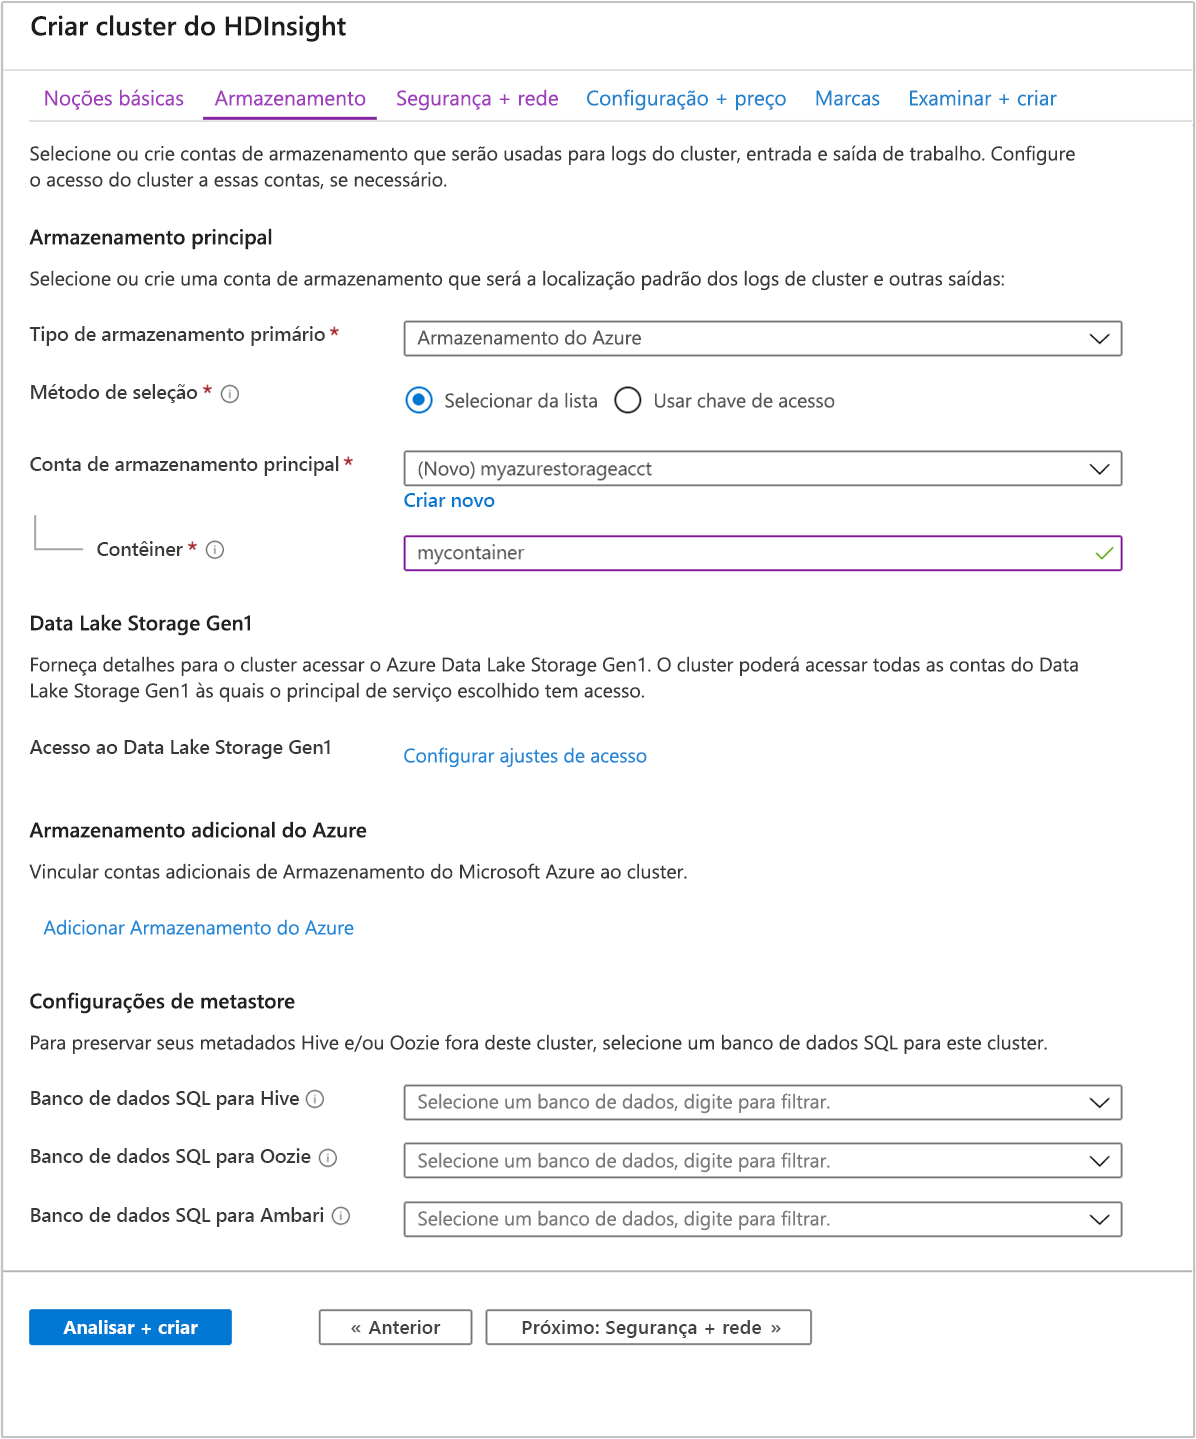 Criar cluster do HDInsight
Noções básicas Armazenamento Segurança + rede Configuração + preço Marcas Examinar + criar
Selecione ou crie contas de armazenamento que serão usadas para logs do cluster, entrada e saída de trabalho. Configure
o acesso do cluster a essas contas, se necessário.
Armazenamento principal
Selecione ou crie uma conta de armazenamento que será a localização padrão dos logs de cluster e outras saídas:
Tipo de armazenamento primário * Armazenamento do Azure
Método de seleção * Selecionar da lista Usar chave de acesso
Conta de armazenamento principal * (Novo) myazurestorageacct
Criar novo
Contêiner * mycontainer
Data Lake Storage Gen1
Forneça detalhes para o cluster acessar o Azure Data Lake Storage Gen1. O cluster poderá acessar todas as contas do Data
Lake Storage Gen1 às quais o principal de serviço escolhido tem acesso.
Acesso ao Data Lake Storage Gen1 Configurar ajustes de acesso
Armazenamento adicional do Azure
Vincular contas adicionais de Armazenamento do Microsoft Azure ao cluster.
Adicionar Armazenamento do Azure
Configurações de metastore
Para preservar seus metadados Hive e/ou Oozie fora deste cluster, selecione um banco de dados SQL para este cluster.
Banco de dados SQL para Hive Selecione um banco de dados, digite para filtrar.
Banco de dados SQL para Oozie Selecione um banco de dados, digite para filtrar.
Banco de dados SQL para Ambari Selecione um banco de dados, digite para filtrar.
Analisar + criar « Anterior Próximo: Segurança + rede »